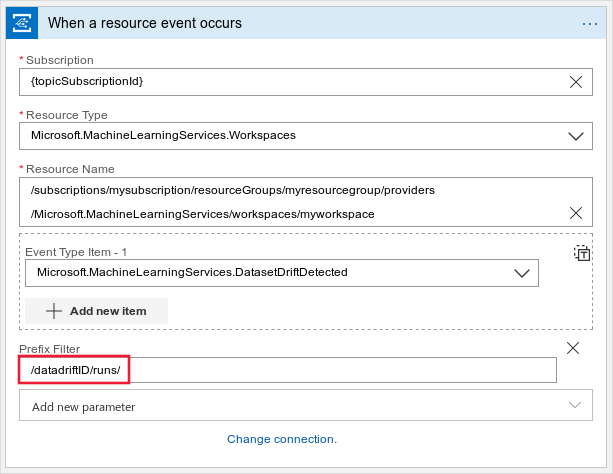 When a resource event occurs
* Subscription
{topicSubscriptionId}
* Resource Type
Microsoft.MachineLearningServices.Workspaces
* Resource Name
/subscriptions/mysubscription/resourceGroups/myresourcegroup/providers
/Microsoft.MachineLearningServices/workspaces/myworkspace
Event Type Item - 1
Microsoft.MachineLearningServices.DatasetDriftDetected
Add new item
Prefix Filter
/datadriftID/runs/
Add new parameter
Change connection.